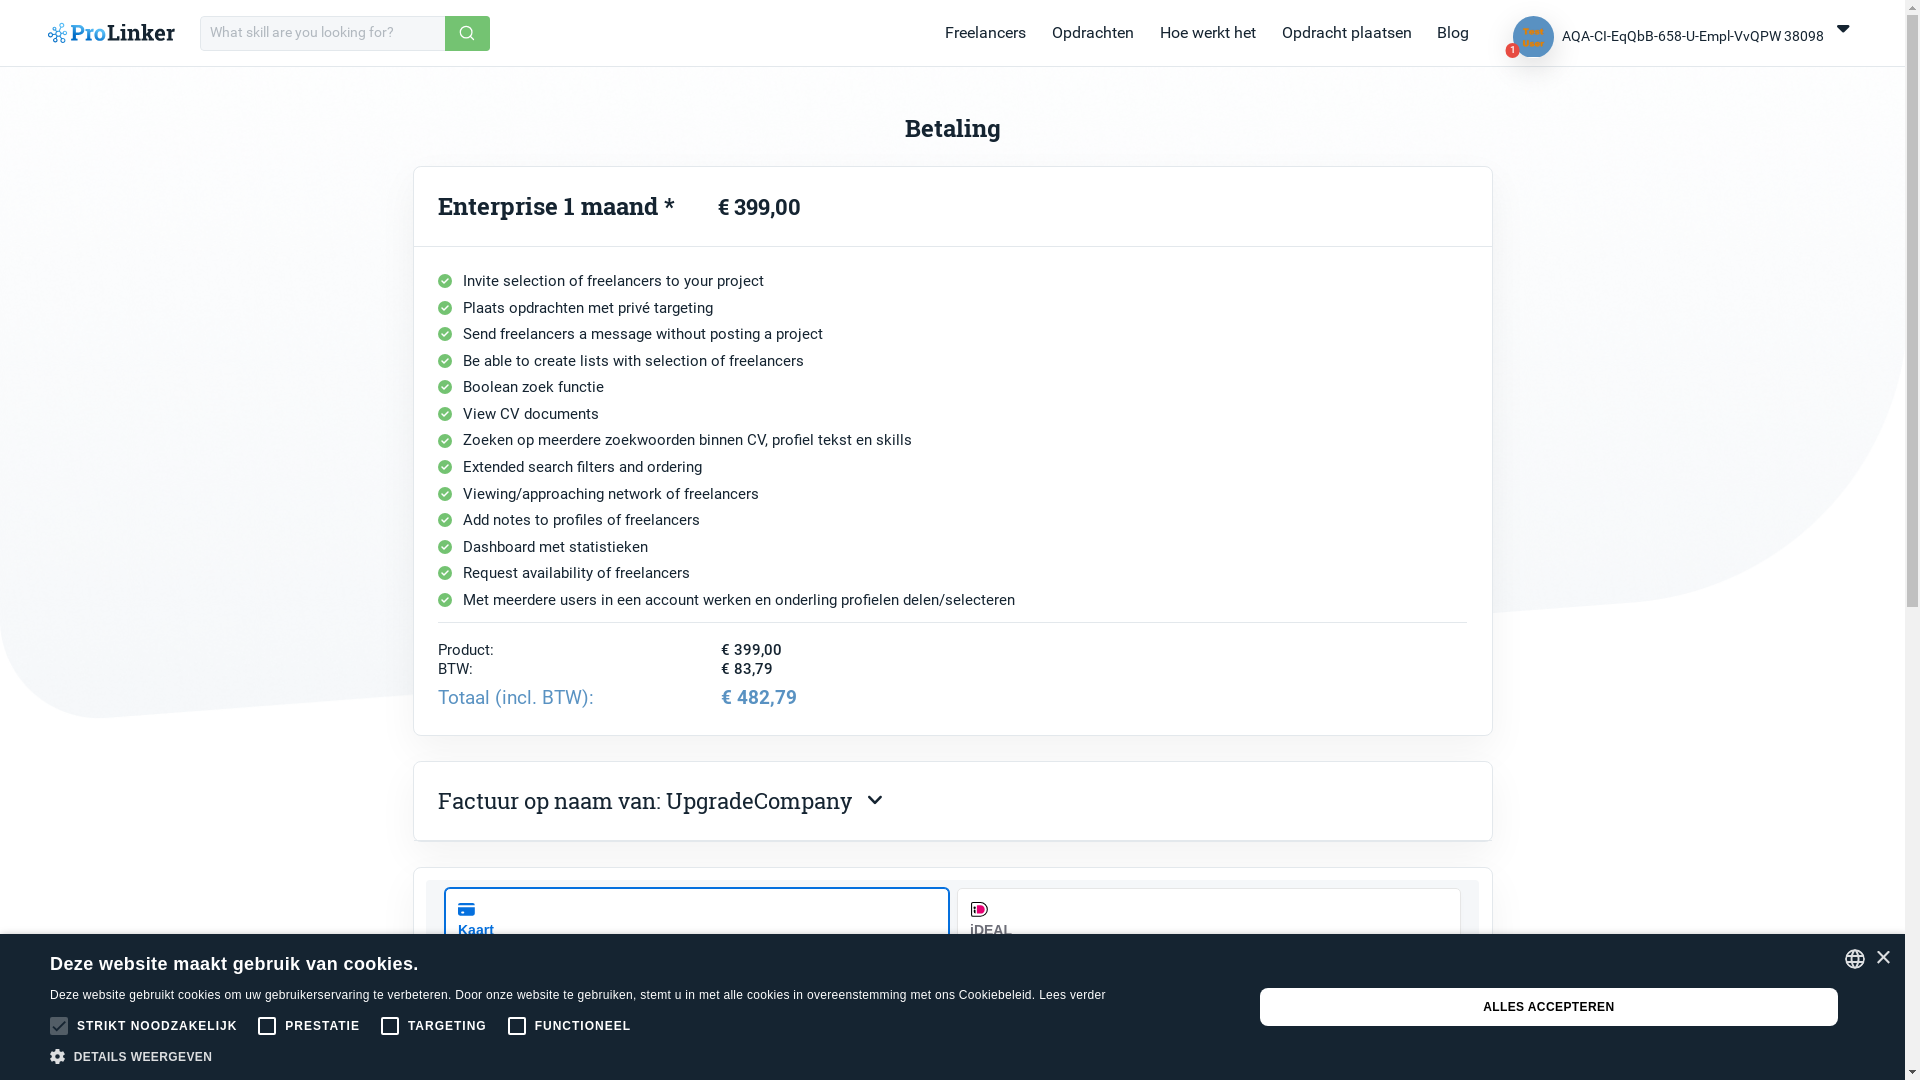 ProLinker
What skill are you looking for?
Freelancers
Opdrachten
Hoe werkt het
Opdracht plaatsen
Blog
1
AQA-CI-EqQbB-658-U-Empl-VvQPW 38098
Betaling
Enterprise 1 maand * € 399,00
Invite selection of freelancers to your project
Plaats opdrachten met privé targeting
Send freelancers a message without posting a project
Be able to create lists with selection of freelancers
Boolean zoek functie
View CV documents
Zoeken op meerdere zoekwoorden binnen CV, profiel tekst en skills
Extended search filters and ordering
Viewing/approaching network of freelancers
Add notes to profiles of freelancers
Dashboard met statistieken
Request availability of freelancers
Met meerdere users in een account werken en onderling profielen delen/selecteren
Product: € 399,00
BTW: € 83,79
Totaal (incl. BTW): € 482,79
Factuur op naam van: UpgradeCompany
Kaart
iDEAL
Deze website maakt gebruik van cookies.
Deze website gebruikt cookies om uw gebruikerservaring te verbeteren. Door onze website te gebruiken, stemt u in met alle cookies in overeenstemming met ons Cookiebeleid. Lees verder
STRIKT NOODZAKELIJK
PRESTATIE
TARGETING
FUNCTIONEEL
DETAILS WEERGEVEN
ALLES ACCEPTEREN